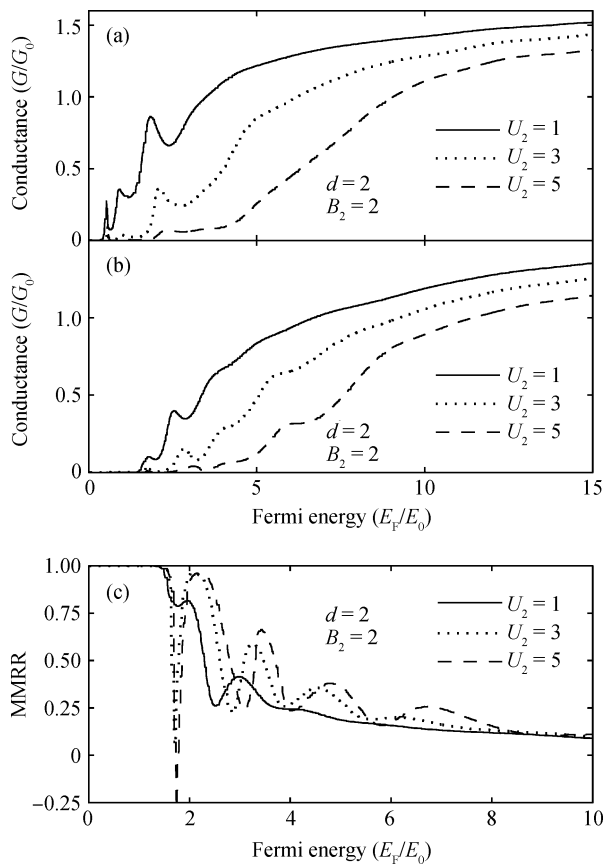 (a)
Conductance (G/G₀)
1.5
1.0
0.5
0
U₂ = 1
U₂ = 3
U₂ = 5
d = 2
B₂ = 2
(b)
Conductance (G/G₀)
1.0
0.5
0
U₂ = 1
U₂ = 3
U₂ = 5
d = 2
B₂ = 2
0 5 10 15
Fermi energy (E_F/E₀)
(c)
MMRR
1.00
0.75
0.50
0.25
0
−0.25
d = 2
B₂ = 2
U₂ = 1
U₂ = 3
U₂ = 5
0 2 4 6 8 10
Fermi energy (E_F/E₀)